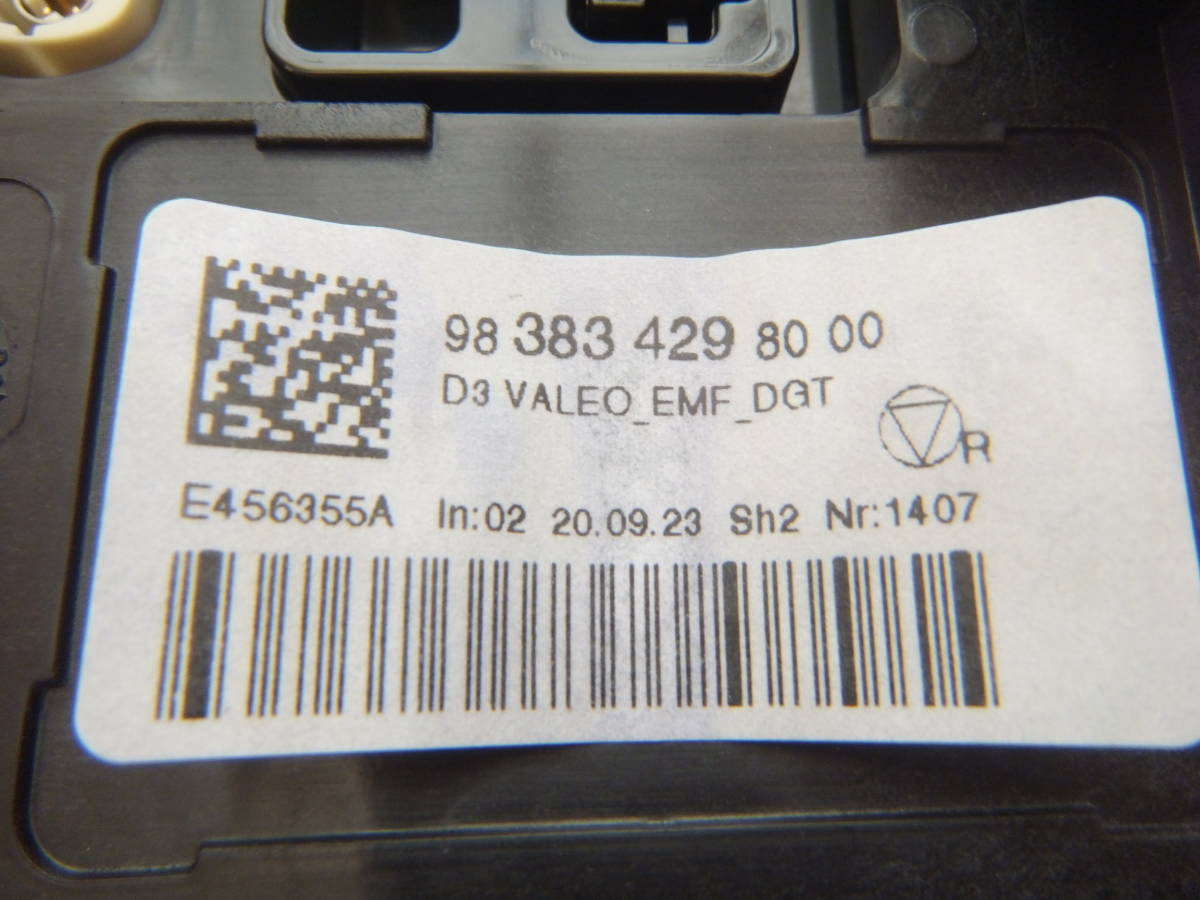 98 383 429 80 00
D3 VALEO_EMF_DGT
R
E456355A In:02 20.09.23 Sh2 Nr:1407